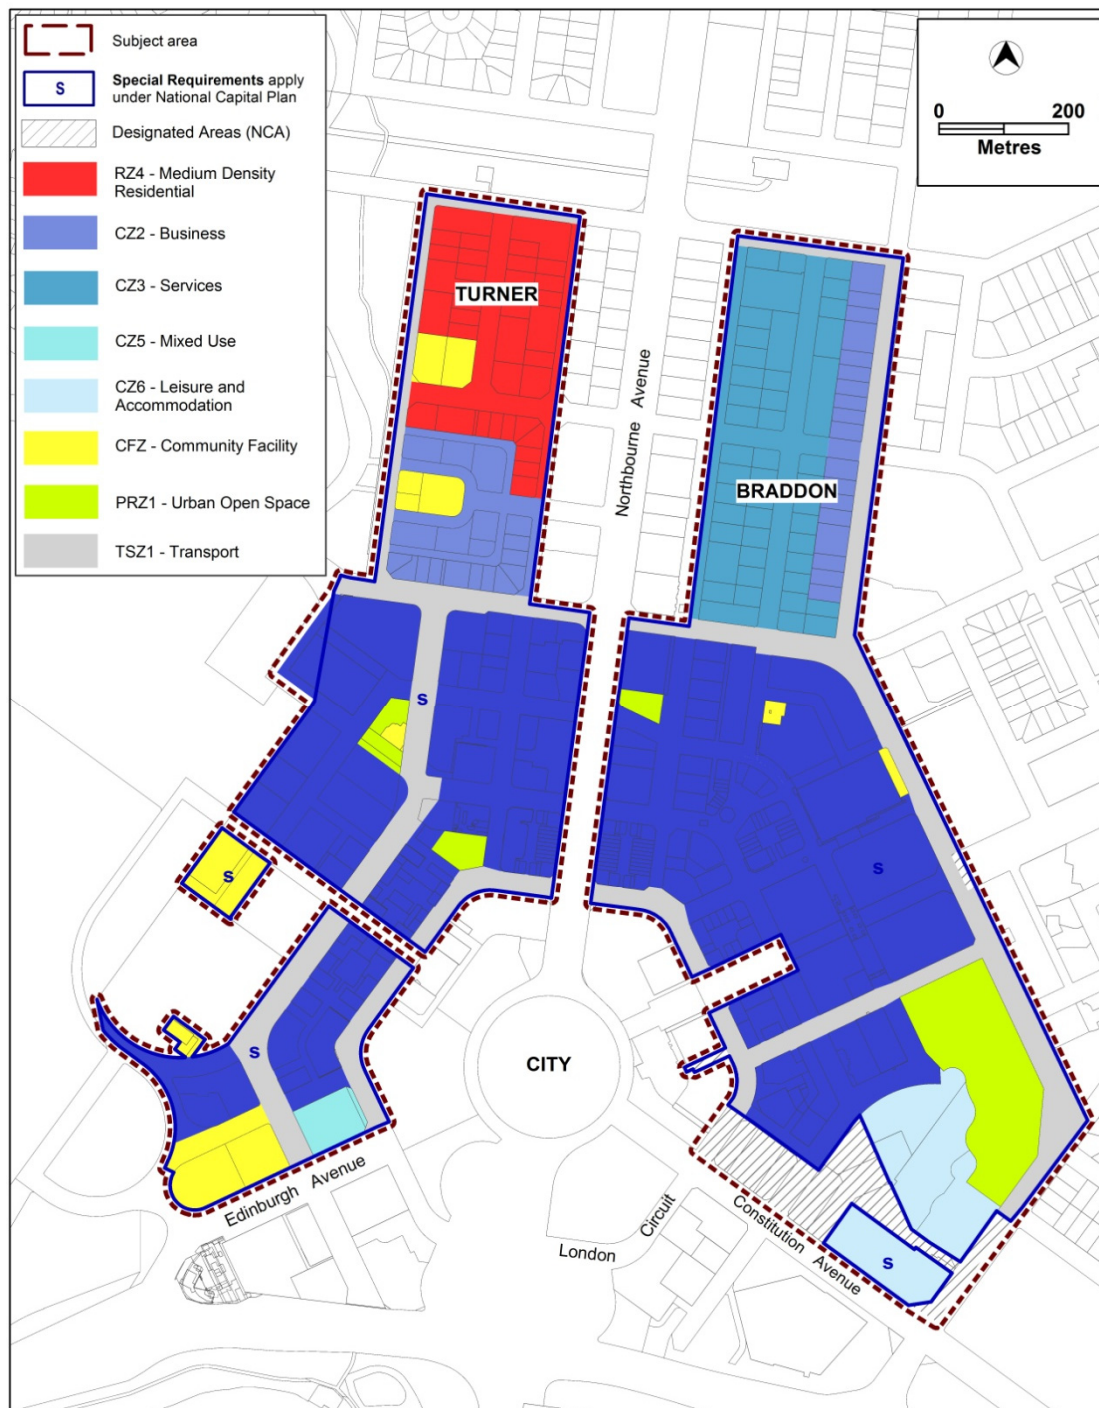 Subject area
S
Special Requirements apply
under National Capital Plan
Designated Areas (NCA)
RZ4 - Medium Density
Residential
CZ2 - Business
CZ3 - Services
CZ5 - Mixed Use
CZ6 - Leisure and
Accommodation
CFZ - Community Facility
PRZ1 - Urban Open Space
TSZ1 - Transport
0 200
Metres
TURNER
Northbourne Avenue
BRADDON
S
S
S
S
CITY
Edinburgh Avenue
London Circuit
Constitution Avenue
S